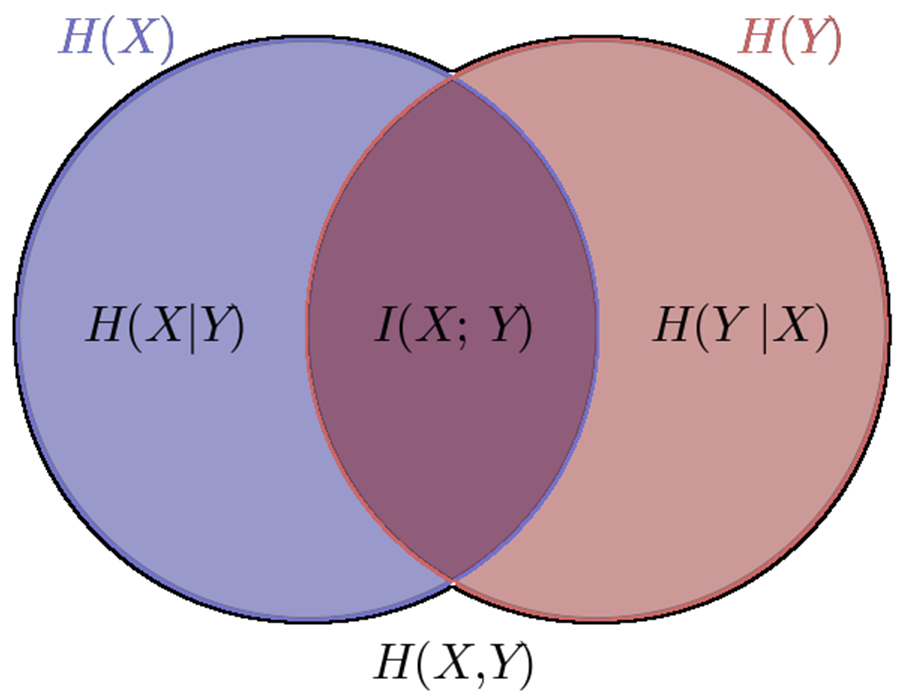 H(X)
H(Y)
H(X|Y)
I(X; Y)
H(Y |X)
H(X,Y)